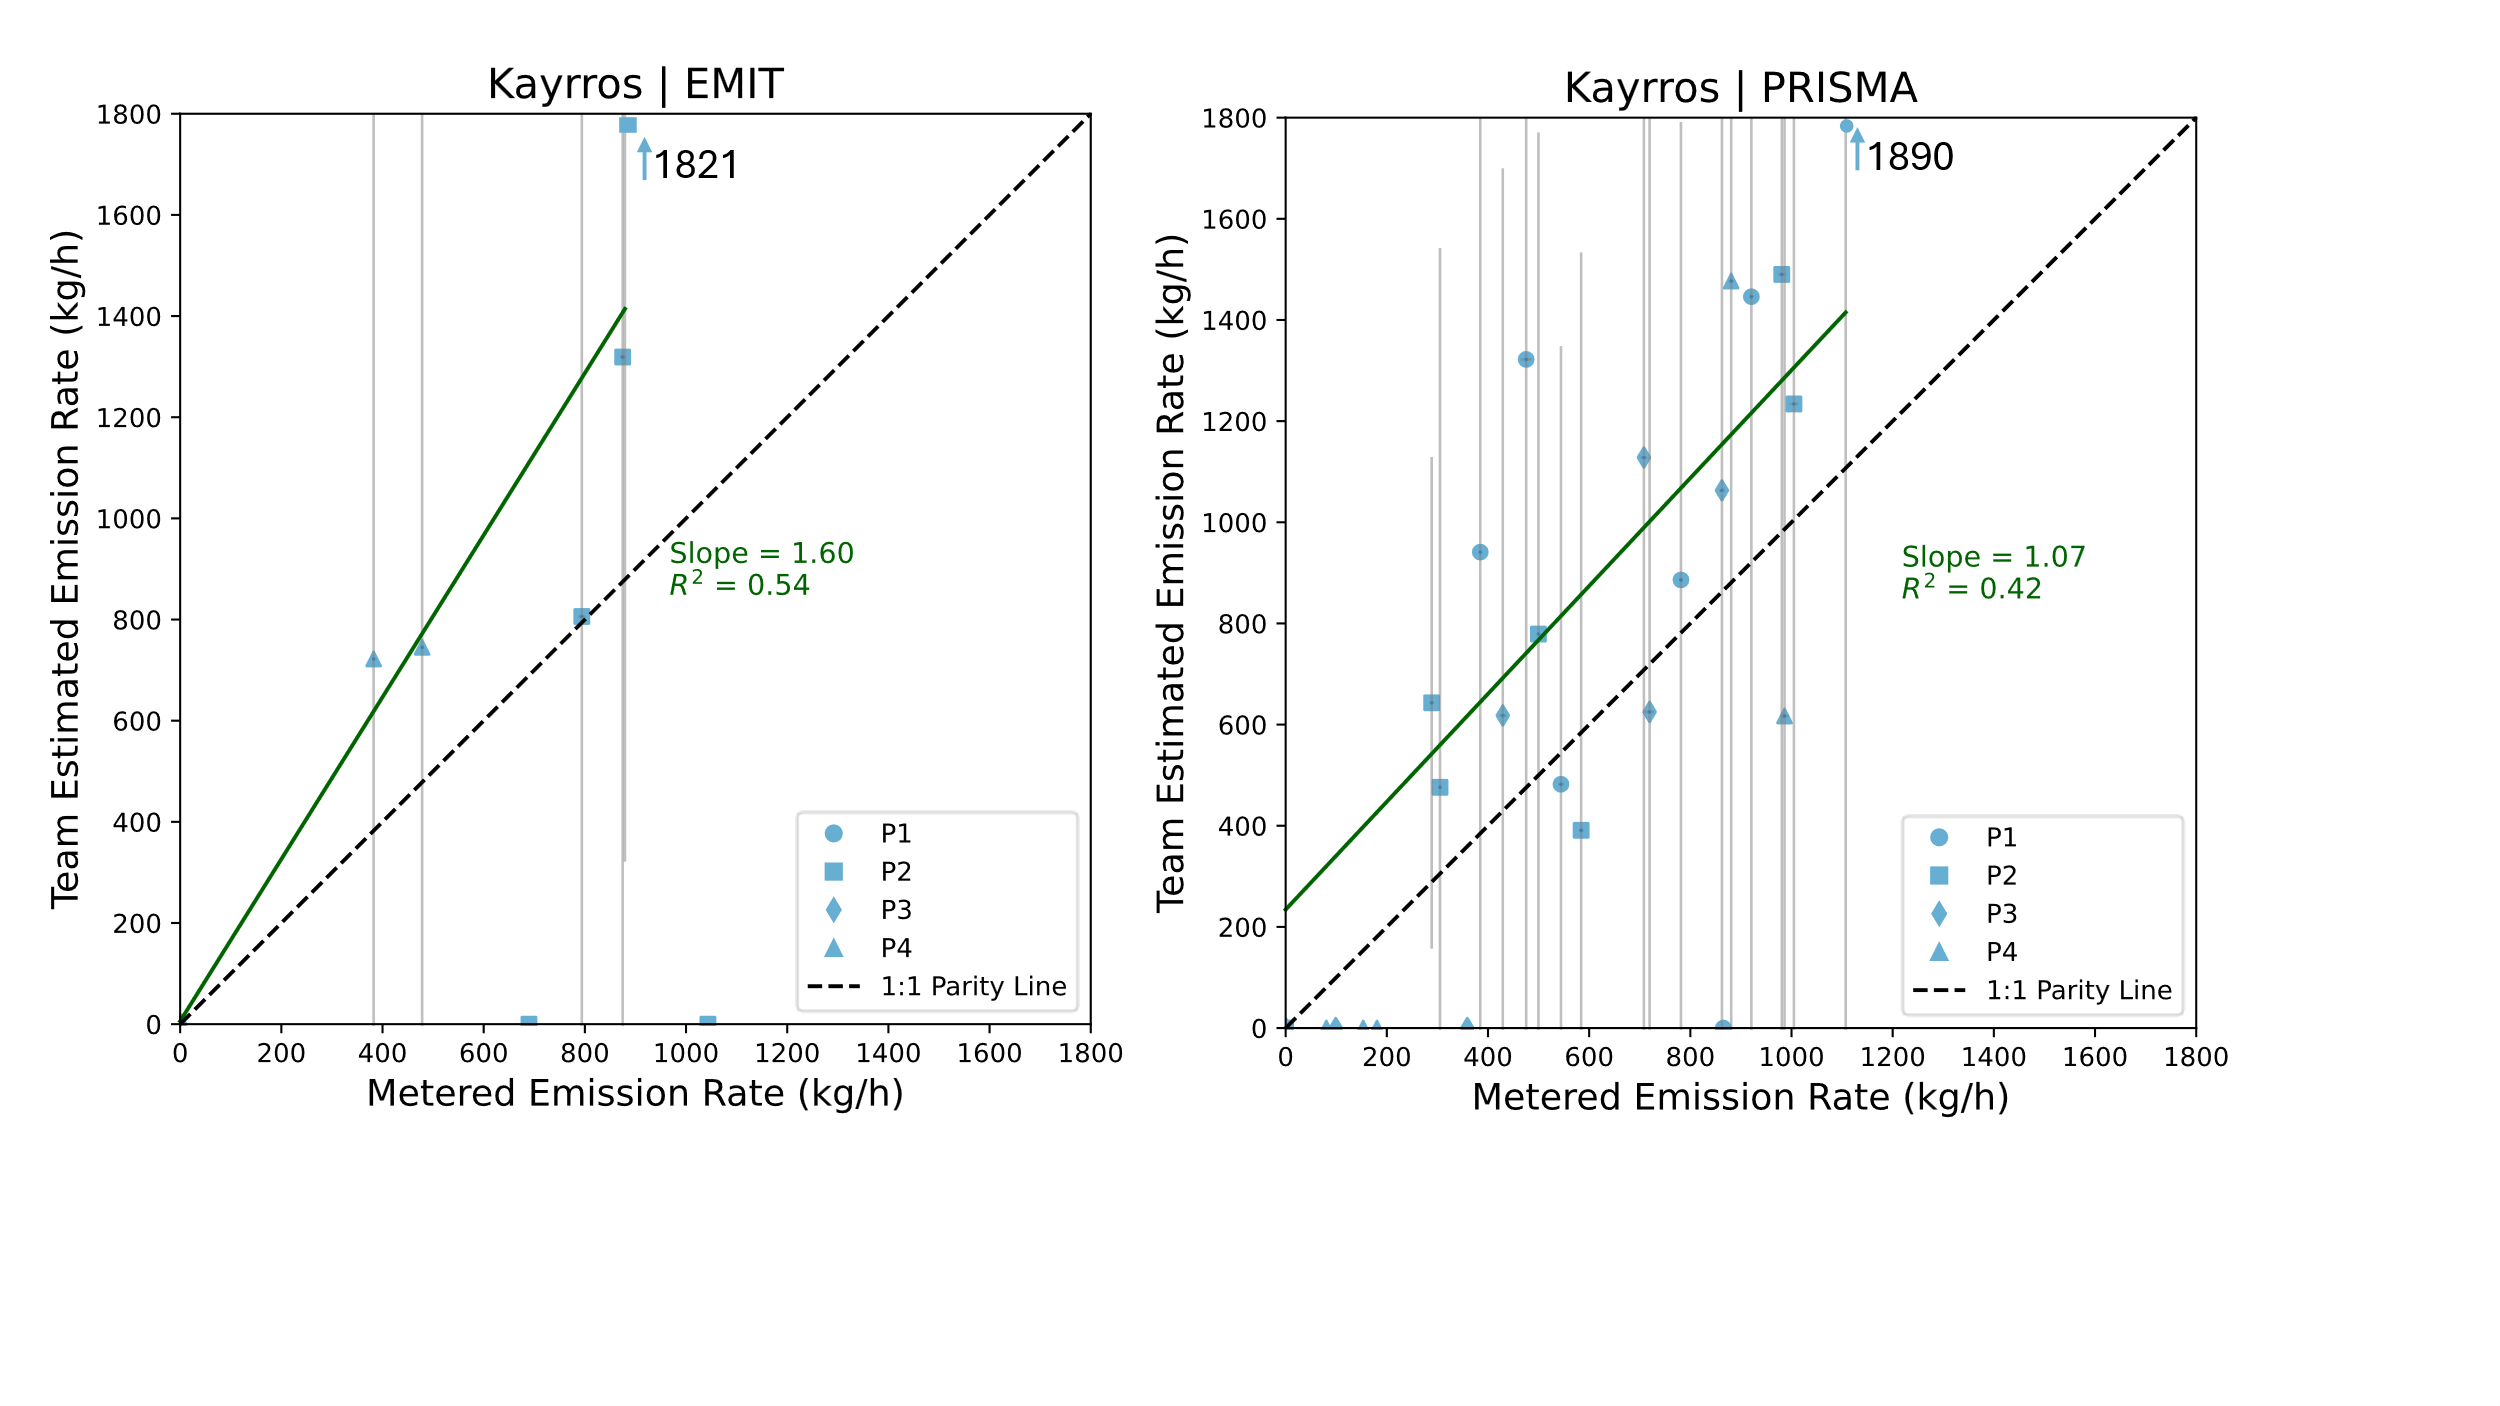 Kayrros | EMIT
1800
1600
1400
1200
1000
800
600
400
200
0
Team Estimated Emission Rate (kg/h)
1821
Slope = 1.60
R² = 0.54
P1
P2
P3
P4
1:1 Parity Line
0 200 400 600 800 1000 1200 1400 1600 1800
Metered Emission Rate (kg/h)
Kayrros | PRISMA
1800
1600
1400
1200
1000
800
600
400
200
0
Team Estimated Emission Rate (kg/h)
1890
Slope = 1.07
R² = 0.42
P1
P2
P3
P4
1:1 Parity Line
0 200 400 600 800 1000 1200 1400 1600 1800
Metered Emission Rate (kg/h)